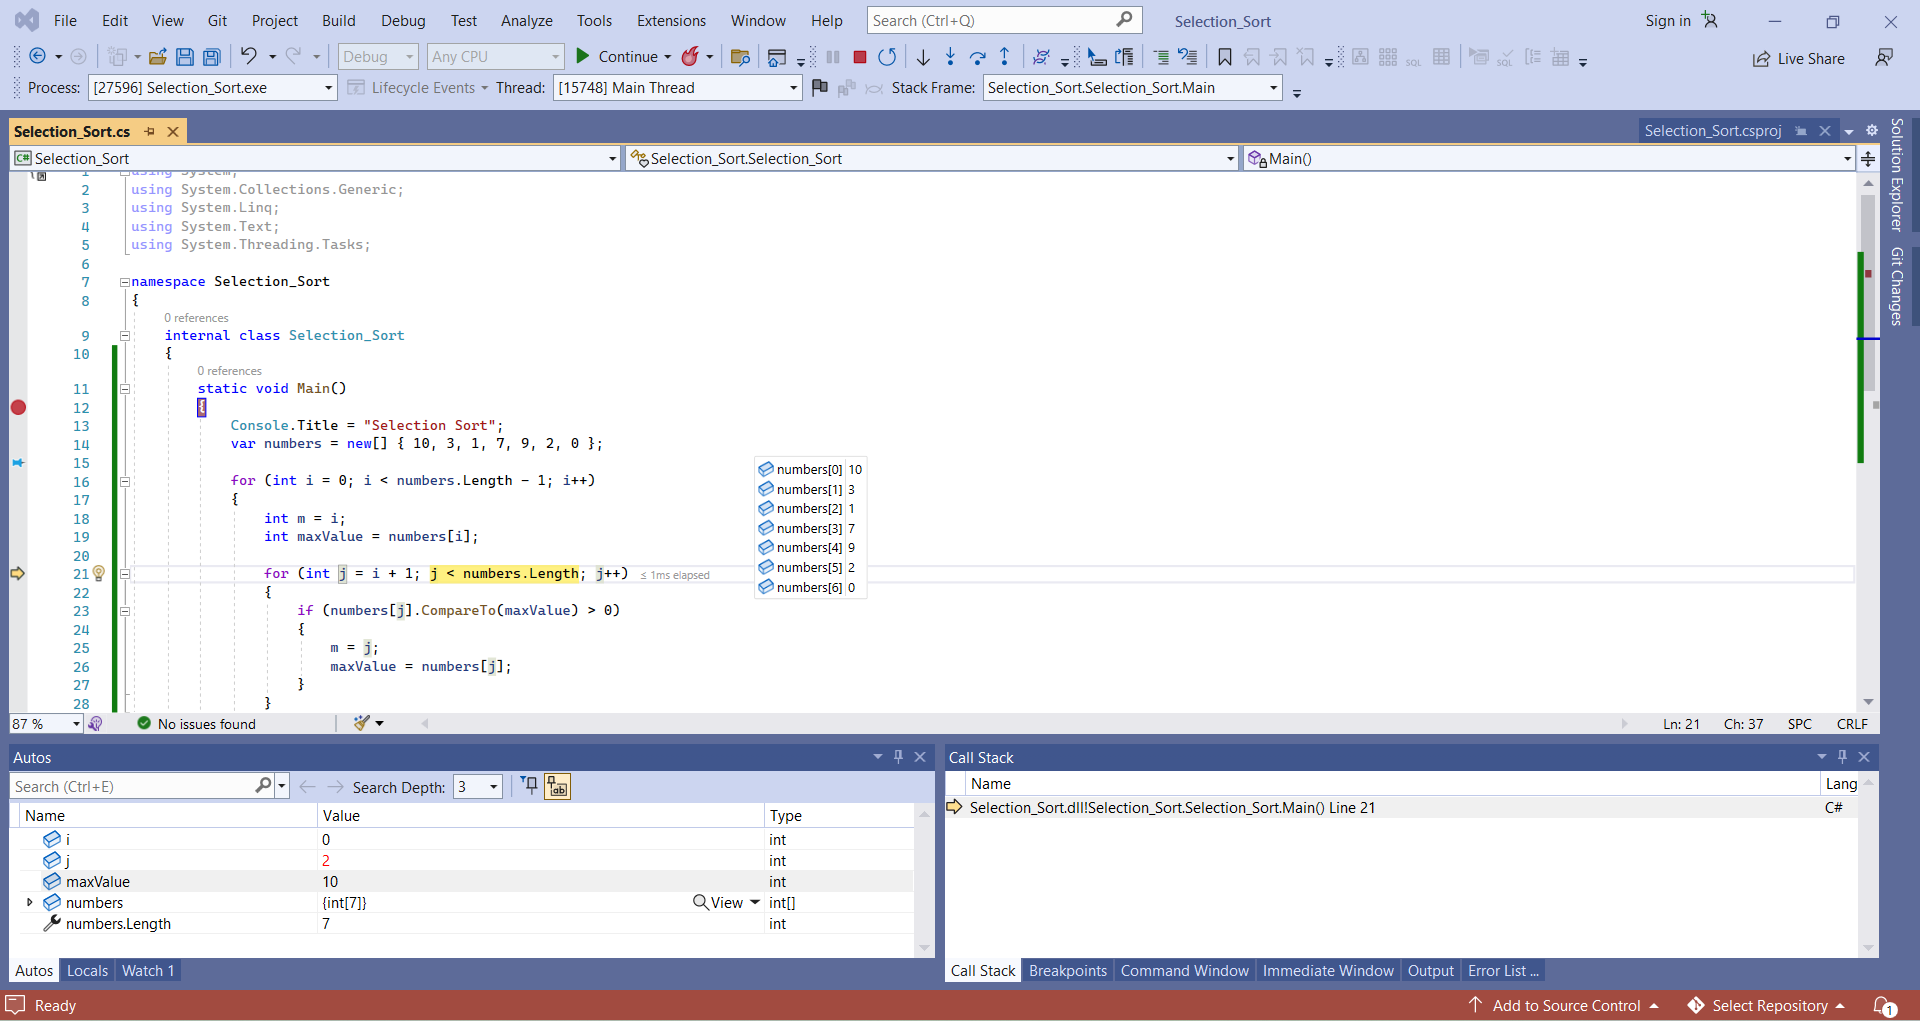 File Edit View Git Project Build Debug Test Analyze Tools Extensions Window Help Search (Ctrl+Q) Selection_Sort Sign in
Debug Any CPU Continue Live Share
Process: [27596] Selection_Sort.exe Lifecycle Events Thread: [15748] Main Thread Stack Frame: Selection_Sort.Selection_Sort.Main
Selection_Sort.cs Selection_Sort.csproj
C# Selection_Sort Selection_Sort.Selection_Sort Main()
1 using System;
2 using System.Collections.Generic;
3 using System.Linq;
4 using System.Text;
5 using System.Threading.Tasks;
6
7 namespace Selection_Sort
8 {
0 references
9 internal class Selection_Sort
10 {
0 references
11 static void Main()
12 {
13 Console.Title = "Selection Sort";
14 var numbers = new[] { 10, 3, 1, 7, 9, 2, 0 };
15
16 for (int i = 0; i < numbers.Length - 1; i++)
17 {
18 int m = i;
19 int maxValue = numbers[i];
20
21 for (int j = i + 1; j < numbers.Length; j++) ≤ 1ms elapsed
22 {
23 if (numbers[j].CompareTo(maxValue) > 0)
24 {
25 m = j;
26 maxValue = numbers[j];
27 }
28 }
numbers[0] 10
numbers[1] 3
numbers[2] 1
numbers[3] 7
numbers[4] 9
numbers[5] 2
numbers[6] 0
Solution Explorer
Git Changes
87 % No issues found Ln: 21 Ch: 37 SPC CRLF
Autos
Search (Ctrl+E) Search Depth: 3
Name Value Type
i 0 int
j 2 int
maxValue 10 int
numbers {int[7]} View int[]
numbers.Length 7 int
Autos Locals Watch 1
Call Stack
Name Lang
Selection_Sort.dll!Selection_Sort.Selection_Sort.Main() Line 21 C#
Call Stack Breakpoints Command Window Immediate Window Output Error List ...
Ready Add to Source Control Select Repository 1